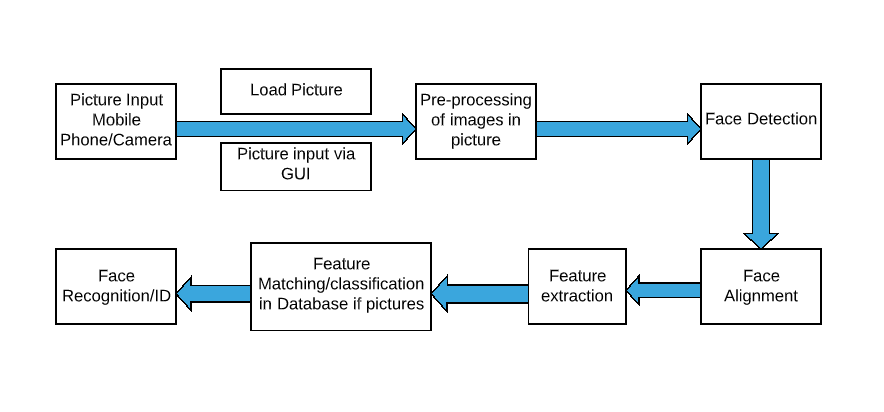 Picture Input
Mobile
Phone/Camera
Load Picture
Picture input via
GUI
Pre-processing
of images in
picture
Face Detection
Face
Alignment
Feature
extraction
Feature
Matching/classification
in Database if pictures
Face
Recognition/ID